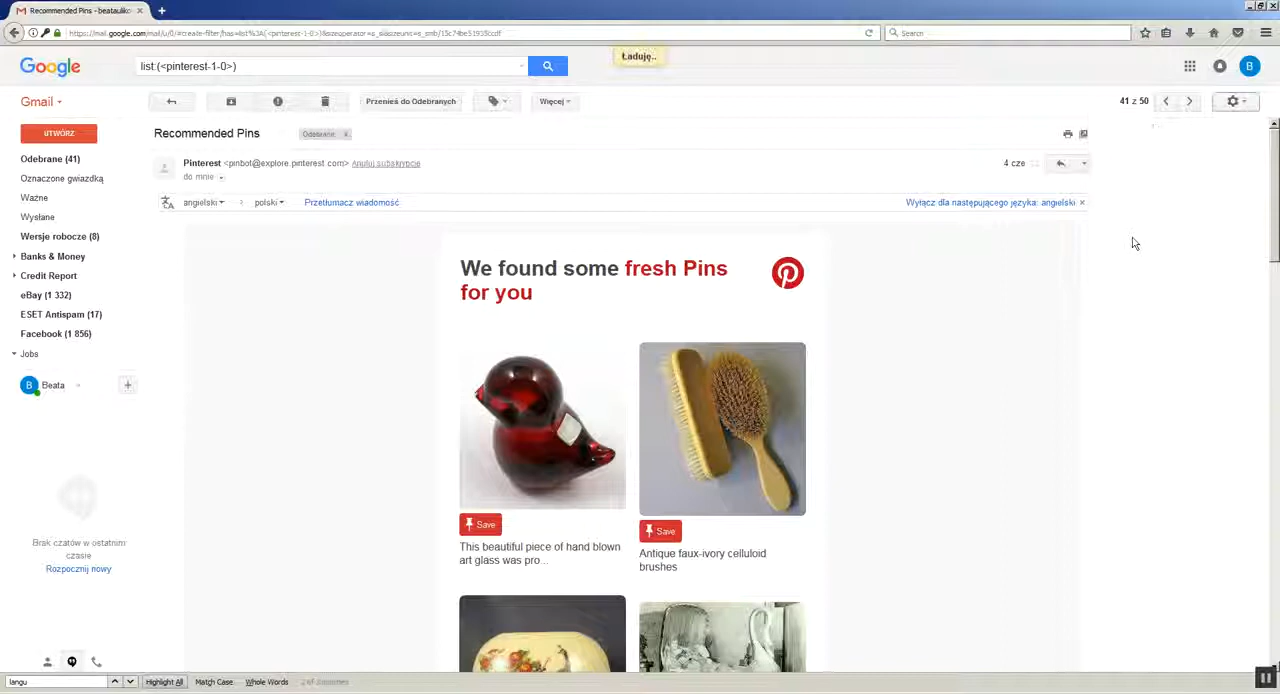 Recommended Pins - beataulikow
Search
Google
list:(<pinterest-1-0>)
Ładuję..
B
Gmail
Przenieś do Odebranych
Więcej
41 z 50
UTWÓRZ
Recommended Pins
Odebrane x
Odebrane (41)
Pinterest <pinbot@explore.pinterest.com> Anuluj subskrypcję
4 cze
Oznaczone gwiazdką
do mnie
Ważne
angielski
polski
Przetłumacz wiadomość
Wyłącz dla następującego języka: angielski x
Wysłane
Wersje robocze (8)
Banks & Money
Credit Report
eBay (1 332)
ESET Antispam (17)
Facebook (1 856)
Jobs
B Beata
We found some fresh Pins
for you
Save
This beautiful piece of hand blown
art glass was pro...
Save
Antique faux-ivory celluloid
brushes
Brak czatów w ostatnim
czasie
Rozpocznij nowy
langu
Highlight All
Match Case
Whole Words